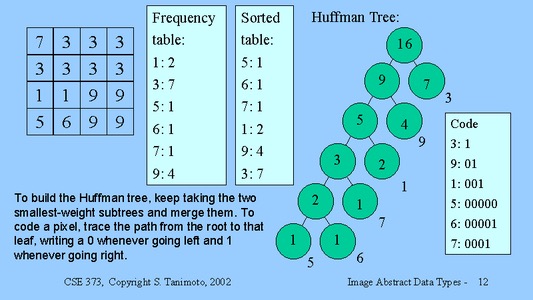 Frequency
table:
1: 2
3: 7
5: 1
6: 1
7: 1
9: 4
Sorted
table:
5: 1
6: 1
7: 1
1: 2
9: 4
3: 7
Huffman Tree:
7 3 3 3
3 3 3 3
1 1 9 9
5 6 9 9
16
9 7
3
5 4
9
3 2
1
2 1
7
1 1
5 6
Code
3: 1
9: 01
1: 001
5: 00000
6: 00001
7: 0001
To build the Huffman tree, keep taking the two
smallest-weight subtrees and merge them. To
code a pixel, trace the path from the root to that
leaf, writing a 0 whenever going left and 1
whenever going right.
CSE 373, Copyright S. Tanimoto, 2002
Image Abstract Data Types - 12